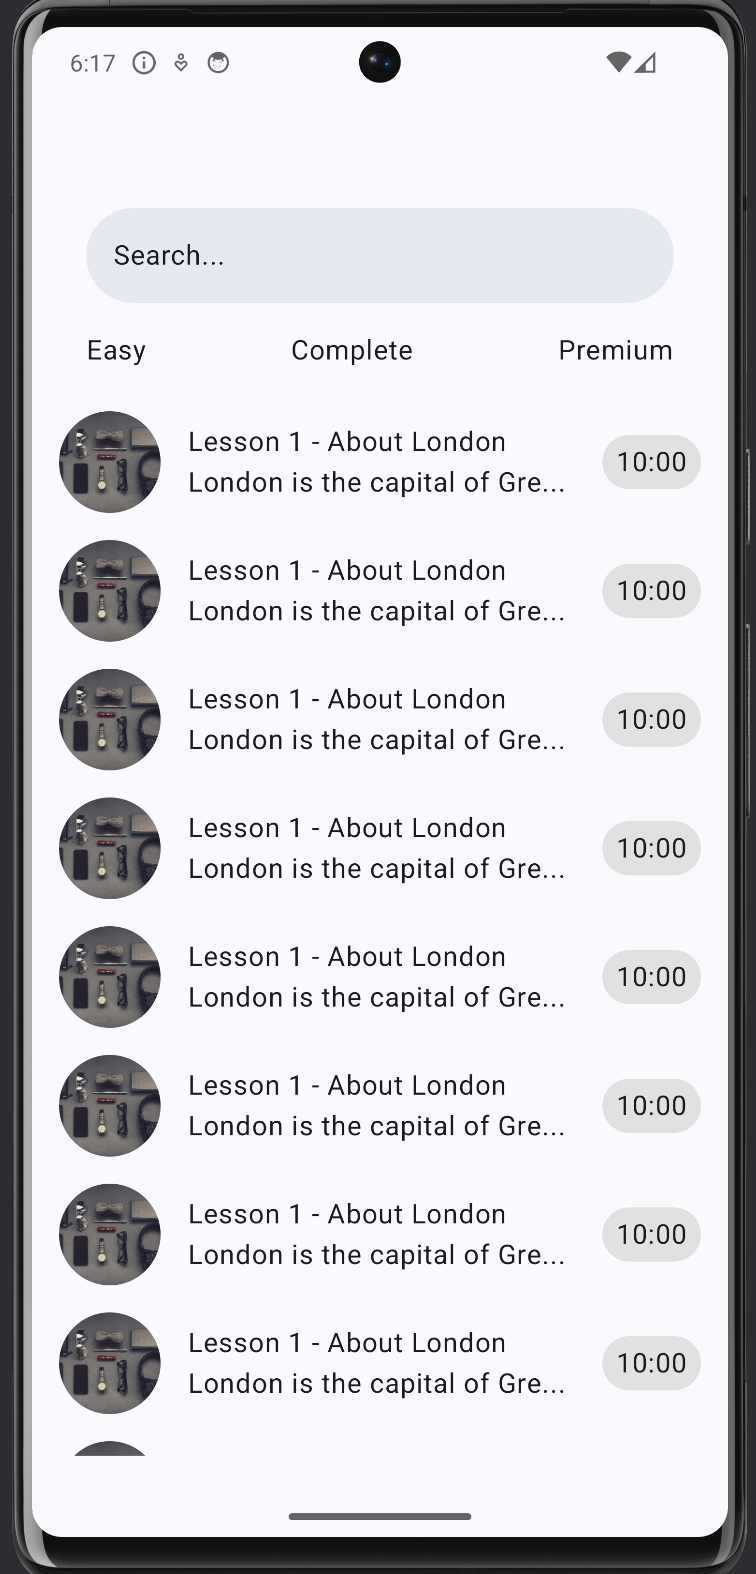 6:17
Search...
Easy Complete Premium
Lesson 1 - About London
London is the capital of Gre...
10:00
Lesson 1 - About London
London is the capital of Gre...
10:00
Lesson 1 - About London
London is the capital of Gre...
10:00
Lesson 1 - About London
London is the capital of Gre...
10:00
Lesson 1 - About London
London is the capital of Gre...
10:00
Lesson 1 - About London
London is the capital of Gre...
10:00
Lesson 1 - About London
London is the capital of Gre...
10:00
Lesson 1 - About London
London is the capital of Gre...
10:00